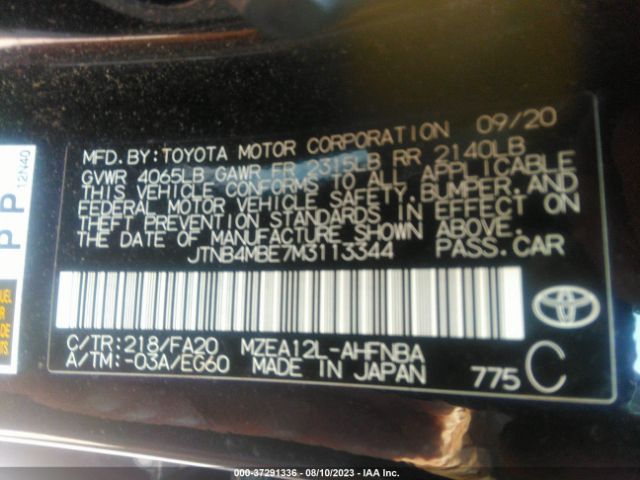 MFD. BY: TOYOTA MOTOR CORPORATION 09/20
GVWR 4065LB GAWR FR 2315LB RR 2140LB
THIS VEHICLE CONFORMS TO ALL APPLICABLE
FEDERAL MOTOR VEHICLE SAFETY, BUMPER, AND
THEFT PREVENTION STANDARDS IN EFFECT ON
THE DATE OF MANUFACTURE SHOWN ABOVE.
JTNB4MBE7M3113344 PASS. CAR
C/TR: 218/FA20 MZEA12L-AHFNBA
A/TM: -03A/EG60 MADE IN JAPAN 775 C
12N40
P P
000-37291336 - 08/10/2023 - IAA Inc.